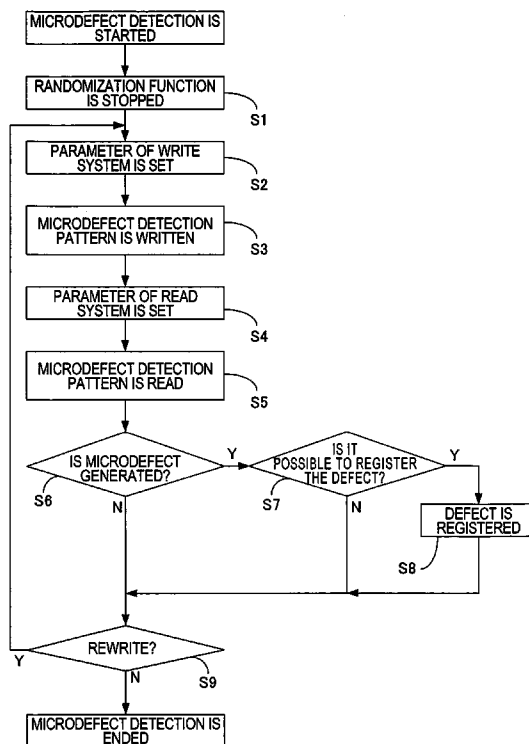 MICRODEFECT DETECTION IS
STARTED
RANDOMIZATION FUNCTION
IS STOPPED
S1
PARAMETER OF WRITE
SYSTEM IS SET
S2
MICRODEFECT DETECTION
PATTERN IS WRITTEN
S3
PARAMETER OF READ
SYSTEM IS SET
S4
MICRODEFECT DETECTION
PATTERN IS READ
S5
IS MICRODEFECT
GENERATED?
Y
S6
N
IS IT
POSSIBLE TO REGISTER
THE DEFECT?
Y
S7
N
DEFECT IS
REGISTERED
S8
REWRITE?
Y
N
S9
MICRODEFECT DETECTION IS
ENDED